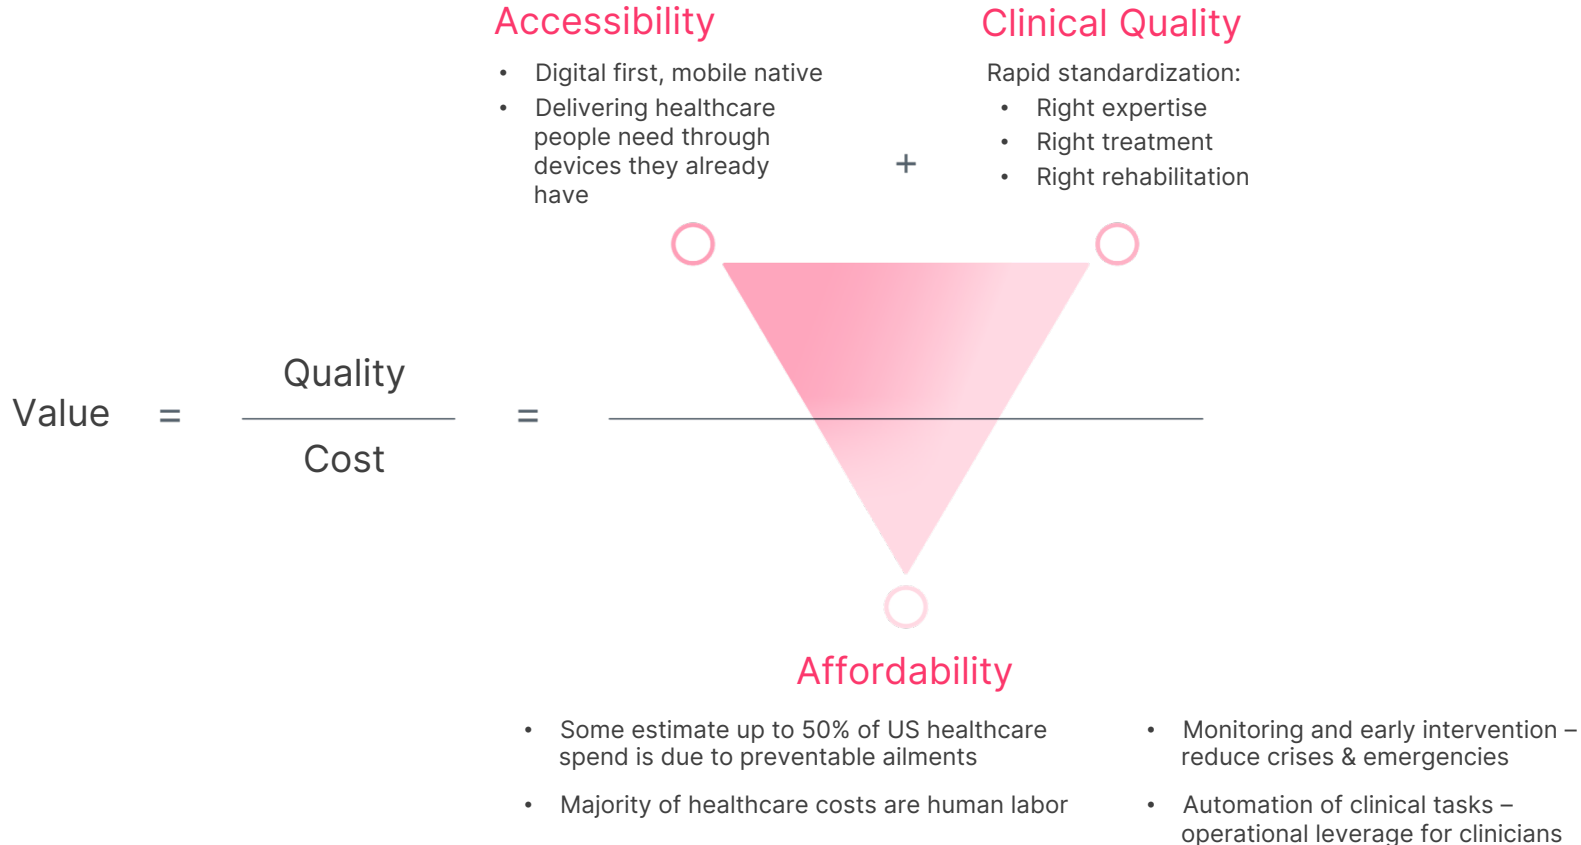 Accessibility
• Digital first, mobile native
• Delivering healthcare
people need through
devices they already
have
+
Clinical Quality
Rapid standardization:
• Right expertise
• Right treatment
• Right rehabilitation
Value
=
Quality
Cost
=
Affordability
• Some estimate up to 50% of US healthcare
spend is due to preventable ailments
• Majority of healthcare costs are human labor
• Monitoring and early intervention –
reduce crises & emergencies
• Automation of clinical tasks –
operational leverage for clinicians